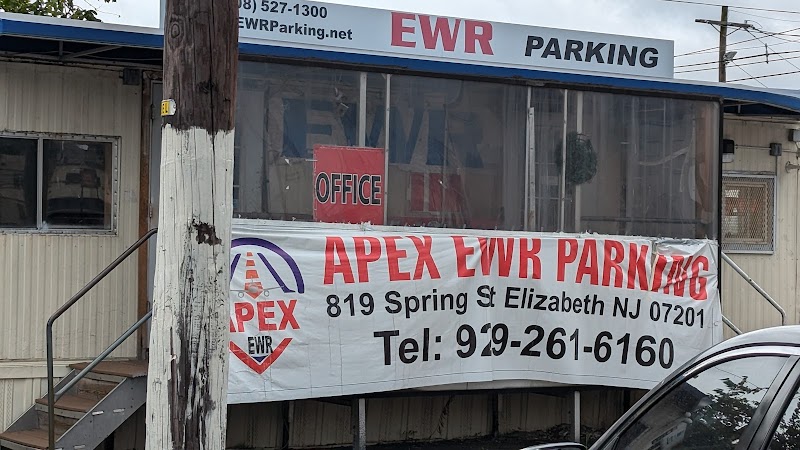 08) 527-1300
EWRParking.net
EWR PARKING
OFFICE
APEX EWR PARKING
819 Spring St Elizabeth NJ 07201
Tel: 929-261-6160
APEX
EWR